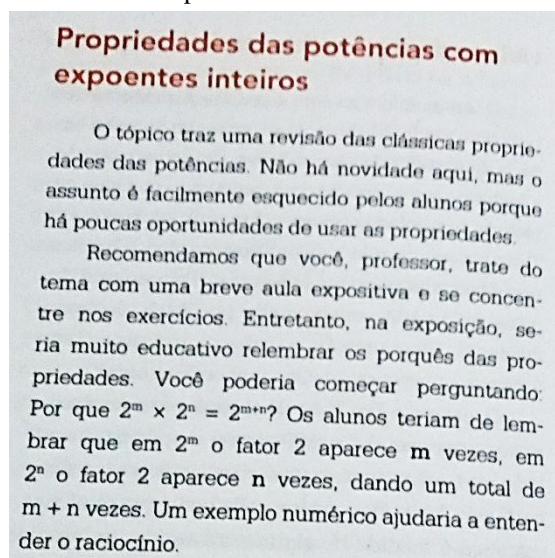 Propriedades das potências com
expoentes inteiros
O tópico traz uma revisão das clássicas proprie-
dades das potências. Não há novidade aqui, mas o
assunto é facilmente esquecido pelos alunos porque
há poucas oportunidades de usar as propriedades.
Recomendamos que você, professor, trate do
tema com uma breve aula expositiva e se concen-
tre nos exercícios. Entretanto, na exposição, se-
ria muito educativo relembrar os porquês das pro-
priedades. Você poderia começar perguntando:
Por que 2ᵐ × 2ⁿ = 2ᵐ⁺ⁿ? Os alunos teriam de lem-
brar que em 2ᵐ o fator 2 aparece m vezes, em
2ⁿ o fator 2 aparece n vezes, dando um total de
m + n vezes. Um exemplo numérico ajudaria a enten-
der o raciocínio.